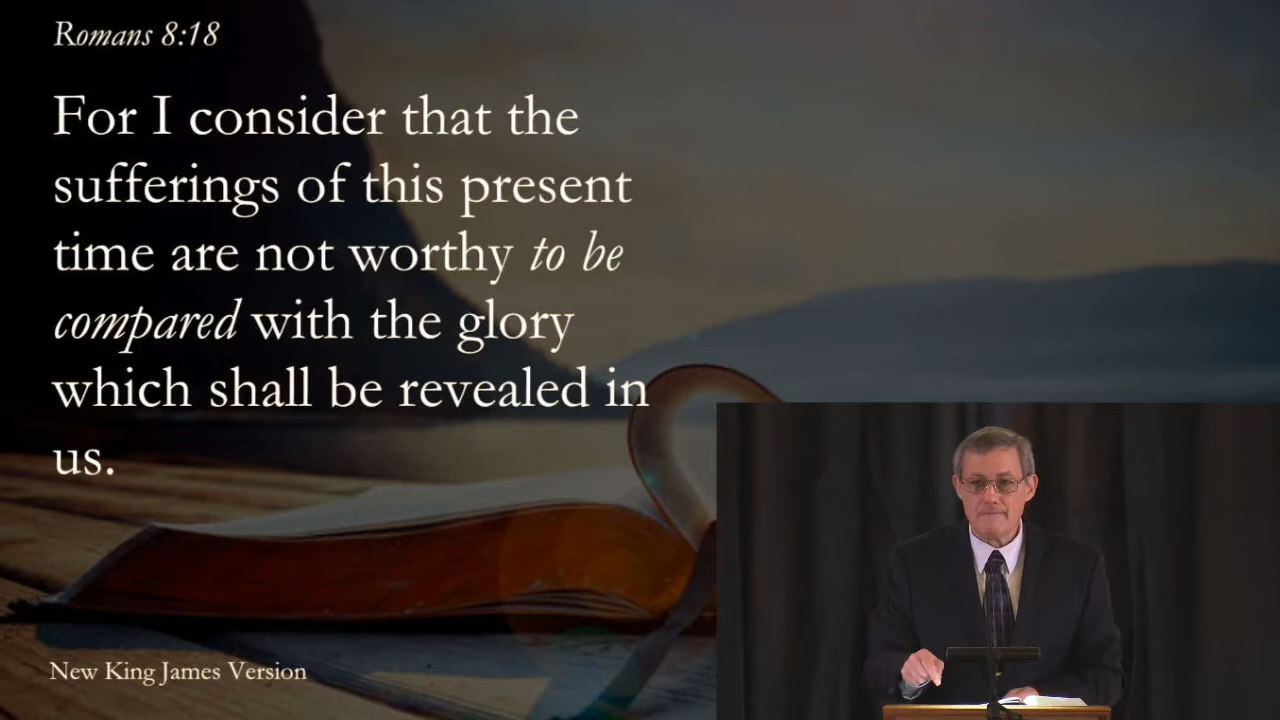 Romans 8:18
For I consider that the
sufferings of this present
time are not worthy to be
compared with the glory
which shall be revealed in
us.
New King James Version